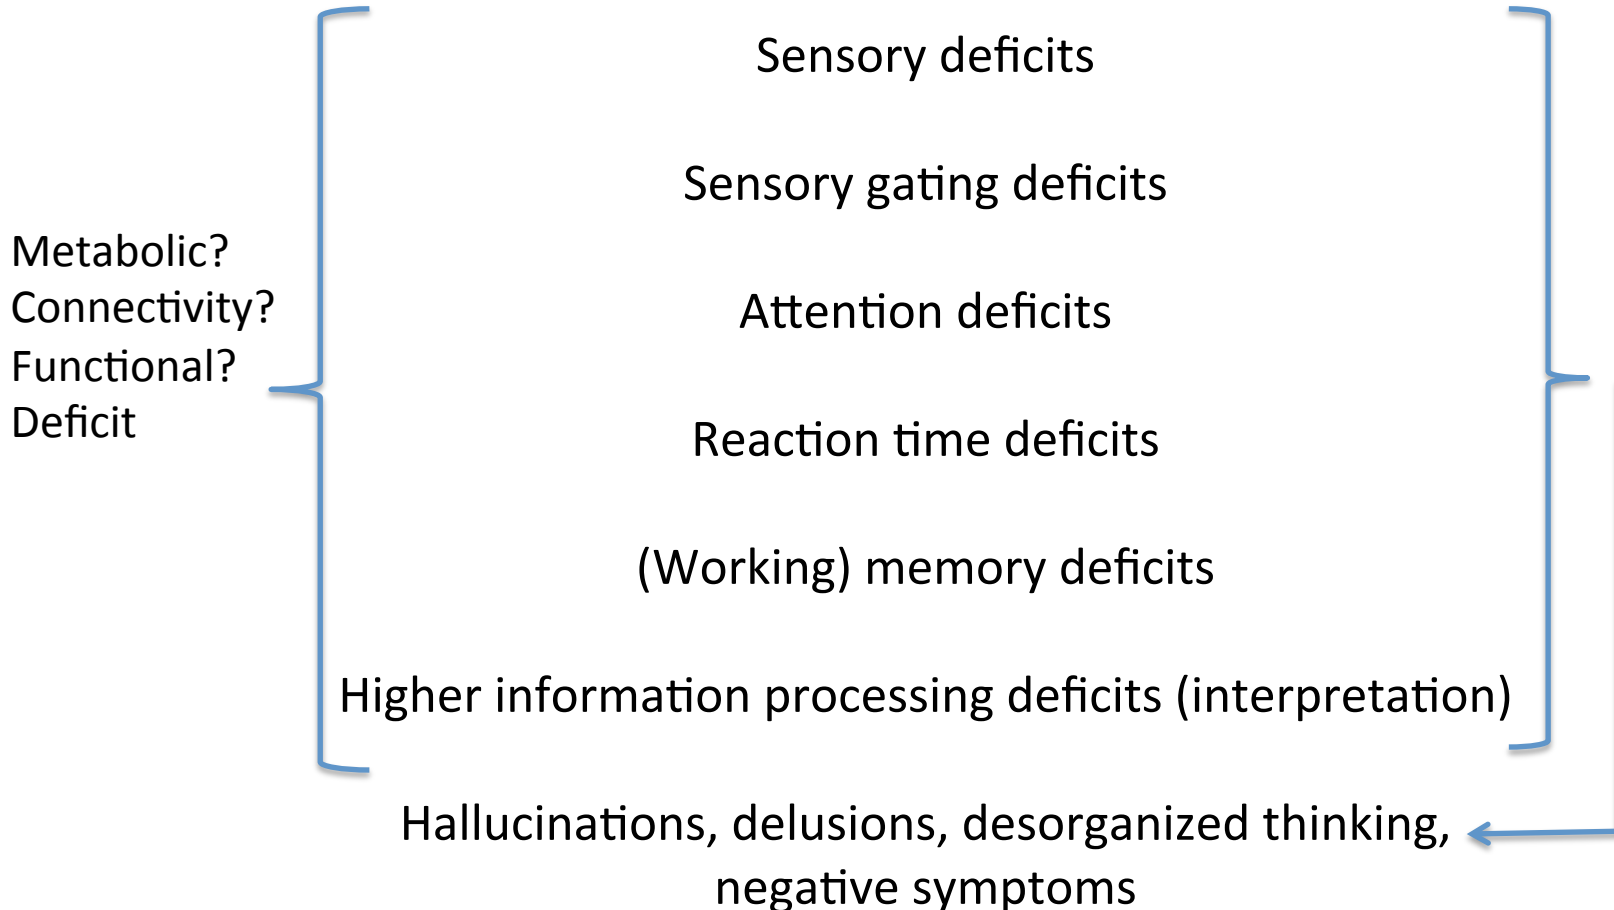 Sensory deficits
Sensory gating deficits
Metabolic?
Connectivity?
Functional?
Deficit
Attention deficits
Reaction time deficits
(Working) memory deficits
Higher information processing deficits (interpretation)
Hallucinations, delusions, desorganized thinking,
negative symptoms